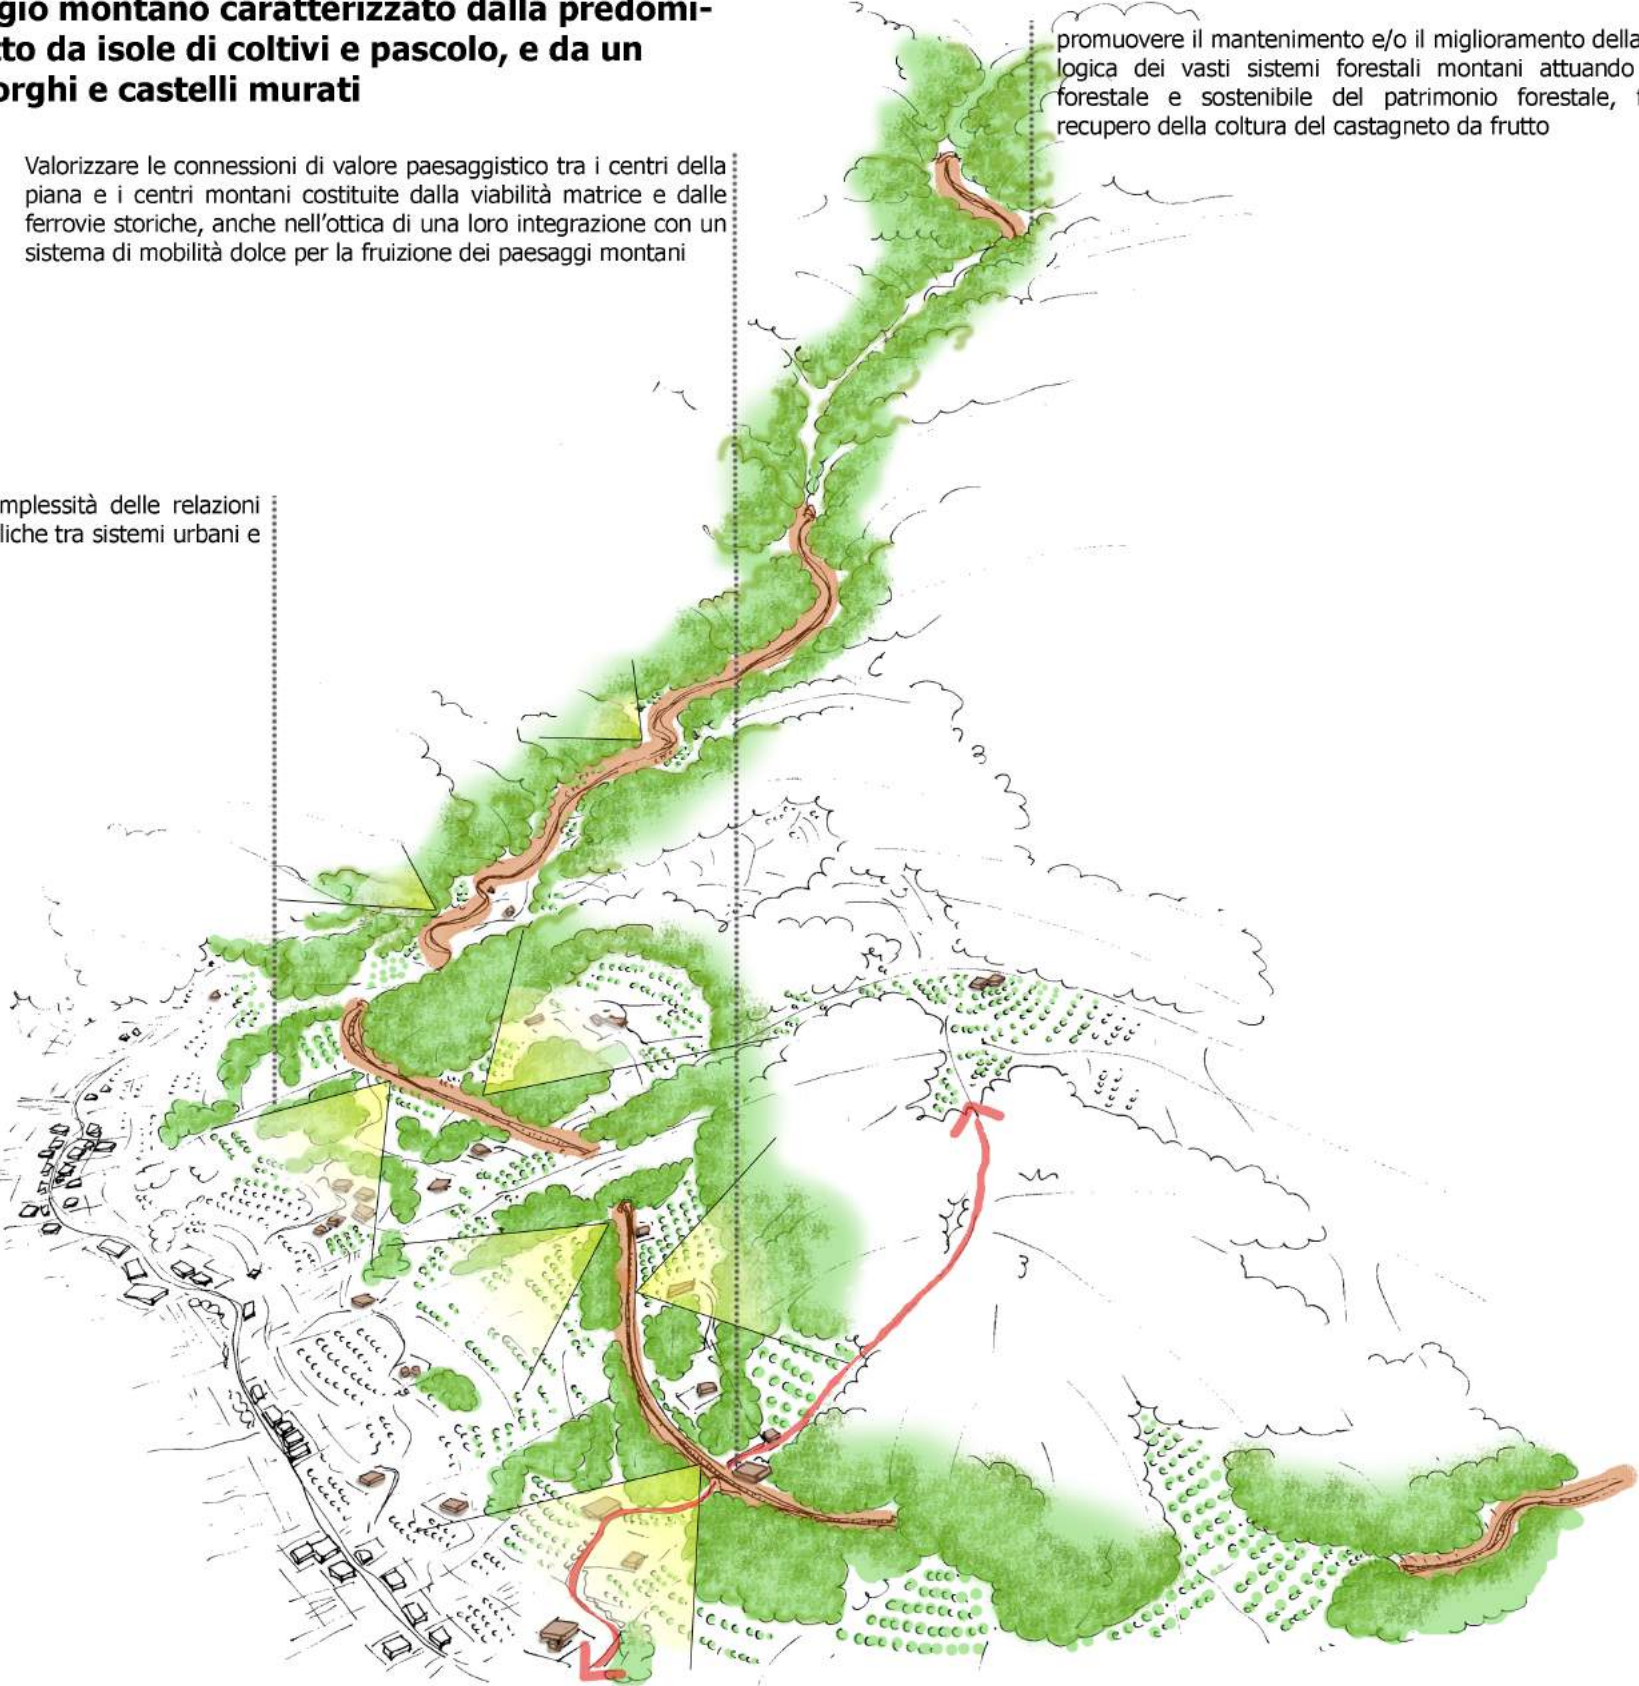 gio montano caratterizzato dalla predomi-
tto da isole di coltivi e pascolo, e da un
orghi e castelli murati
promuovere il mantenimento e/o il miglioramento della
logica dei vasti sistemi forestali montani attuando
forestale e sostenibile del patrimonio forestale, f
recupero della coltura del castagneto da frutto
Valorizzare le connessioni di valore paesaggistico tra i centri della
piana e i centri montani costituite dalla viabilità matrice e dalle
ferrovie storiche, anche nell'ottica di una loro integrazione con un
sistema di mobilità dolce per la fruizione dei paesaggi montani
mplessità delle relazioni
liche tra sistemi urbani e